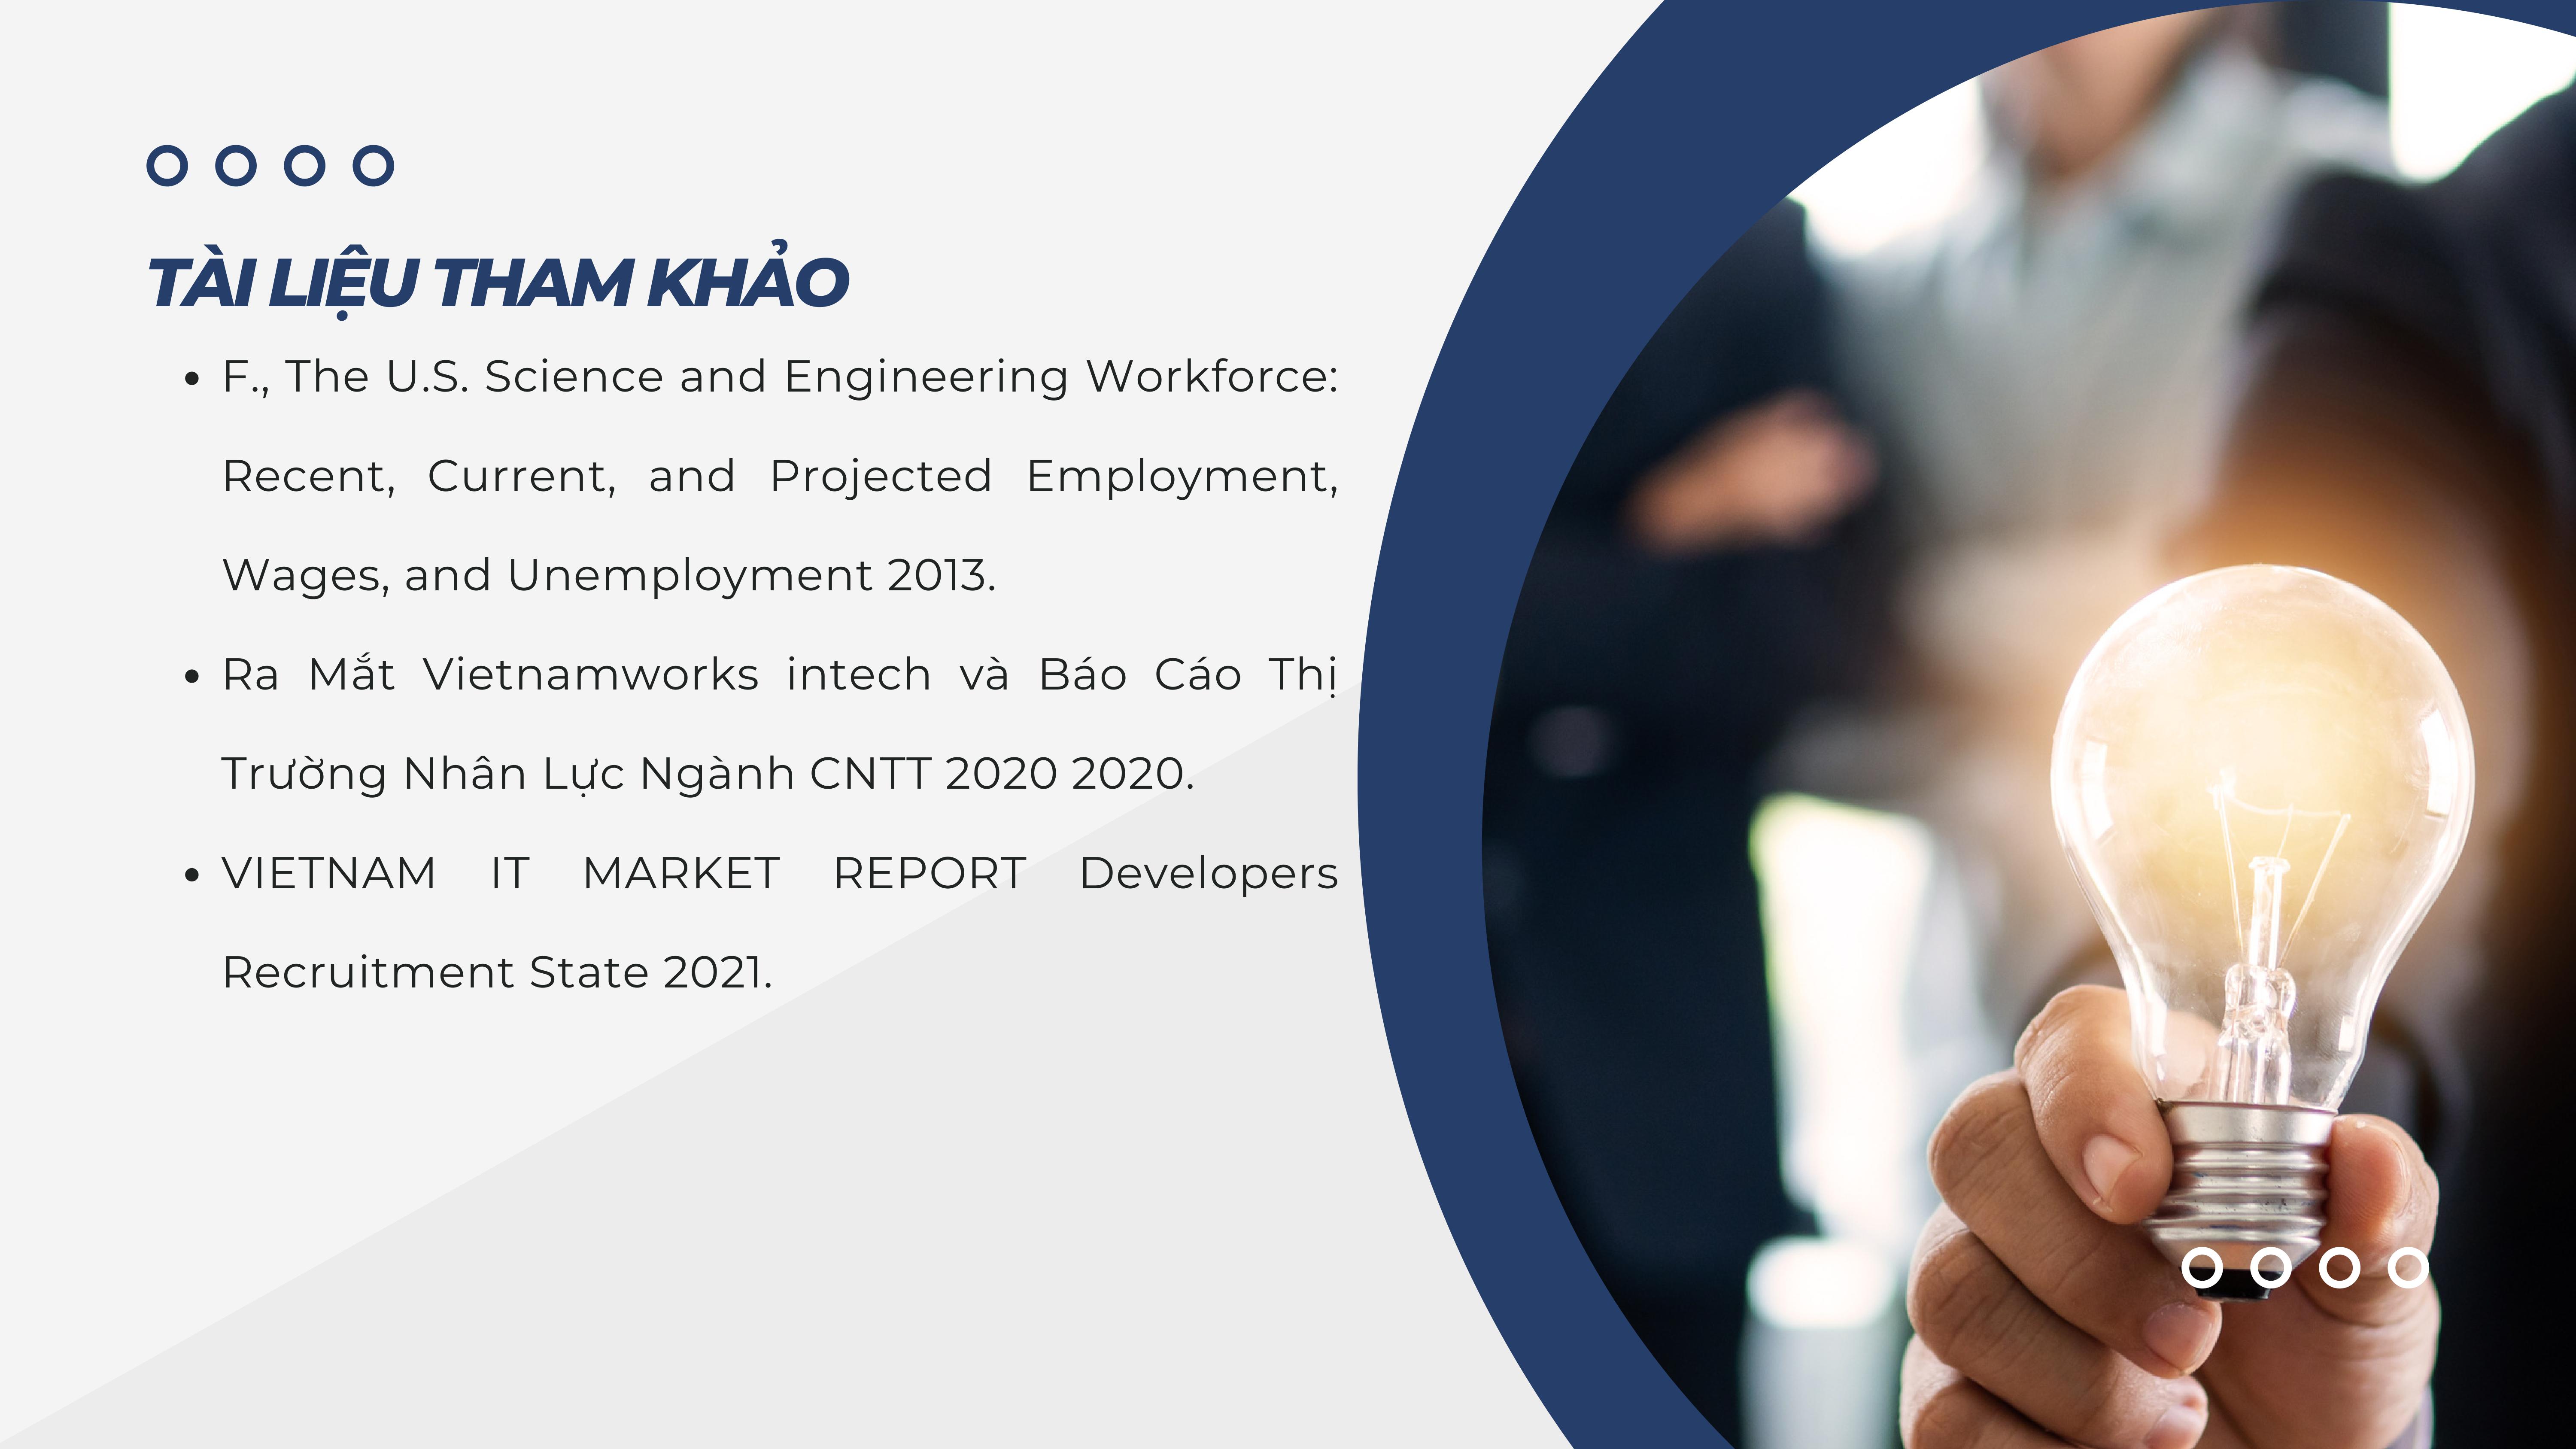 TÀI LIỆU THAM KHẢO
• F., The U.S. Science and Engineering Workforce:
Recent, Current, and Projected Employment,
Wages, and Unemployment 2013.
• Ra Mắt Vietnamworks intech và Báo Cáo Thị
Trường Nhân Lực Ngành CNTT 2020 2020.
• VIETNAM IT MARKET REPORT Developers
Recruitment State 2021.